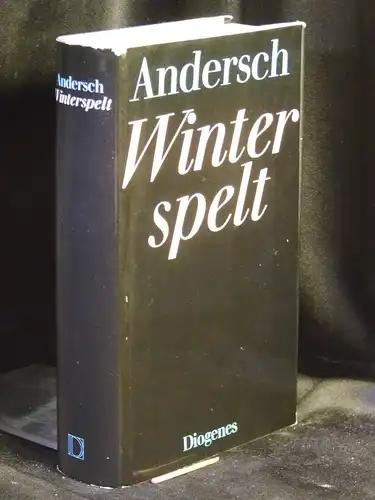 Andersch
Winterspelt
D
Andersch
Winter
spelt
Diogenes